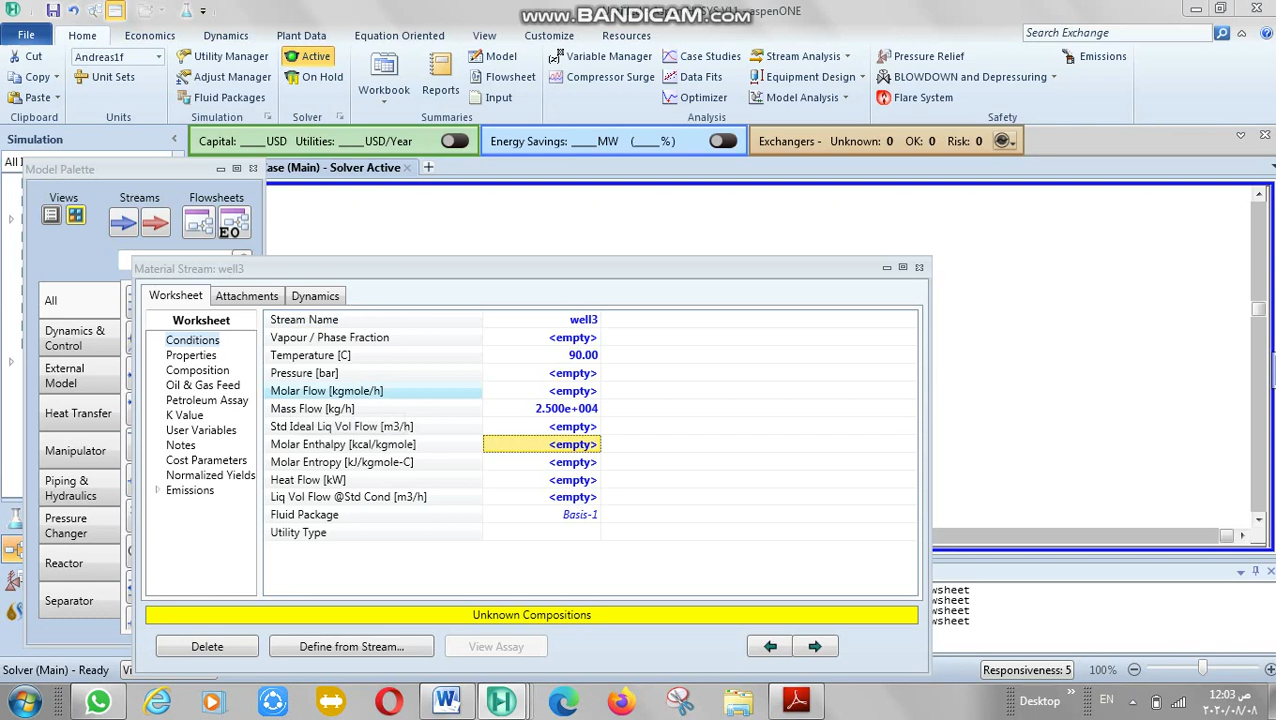 www.BANDICAM.com
aspenONE
File
Home
Economics
Dynamics
Plant Data
Equation Oriented
View
Customize
Resources
Search Exchange
Cut
Copy
Paste
Clipboard
Andreas1f
Unit Sets
Units
Utility Manager
Adjust Manager
Fluid Packages
Simulation
Active
On Hold
Solver
Workbook
Reports
Model
Flowsheet
Input
Summaries
Variable Manager
Compressor Surge
Case Studies
Data Fits
Optimizer
Stream Analysis
Equipment Design
Model Analysis
Analysis
Pressure Relief
BLOWDOWN and Depressuring
Flare System
Emissions
Safety
Simulation
Capital: ____USD Utilities: ____USD/Year
Energy Savings: ____MW (____%)
Exchangers - Unknown: 0 OK: 0 Risk: 0
Model Palette
ase (Main) - Solver Active
Views
Streams
Flowsheets
EO
All
Dynamics & Control
External Model
Heat Transfer
Manipulator
Piping & Hydraulics
Pressure Changer
Reactor
Separator
Material Stream: well3
Worksheet
Attachments
Dynamics
Worksheet
Conditions
Properties
Composition
Oil & Gas Feed
Petroleum Assay
K Value
User Variables
Notes
Cost Parameters
Normalized Yields
Emissions
Stream Name well3
Vapour / Phase Fraction <empty>
Temperature [C] 90.00
Pressure [bar] <empty>
Molar Flow [kgmole/h] <empty>
Mass Flow [kg/h] 2.500e+004
Std Ideal Liq Vol Flow [m3/h] <empty>
Molar Enthalpy [kcal/kgmole] <empty>
Molar Entropy [kJ/kgmole-C] <empty>
Heat Flow [kW] <empty>
Liq Vol Flow @Std Cond [m3/h] <empty>
Fluid Package Basis-1
Utility Type
Unknown Compositions
Delete
Define from Stream...
View Assay
wsheet
wsheet
wsheet
wsheet
Solver (Main) - Ready
Responsiveness: 5
100%
Desktop
EN
12:03 ص
٢٠٢٠/٠٨/٠٨